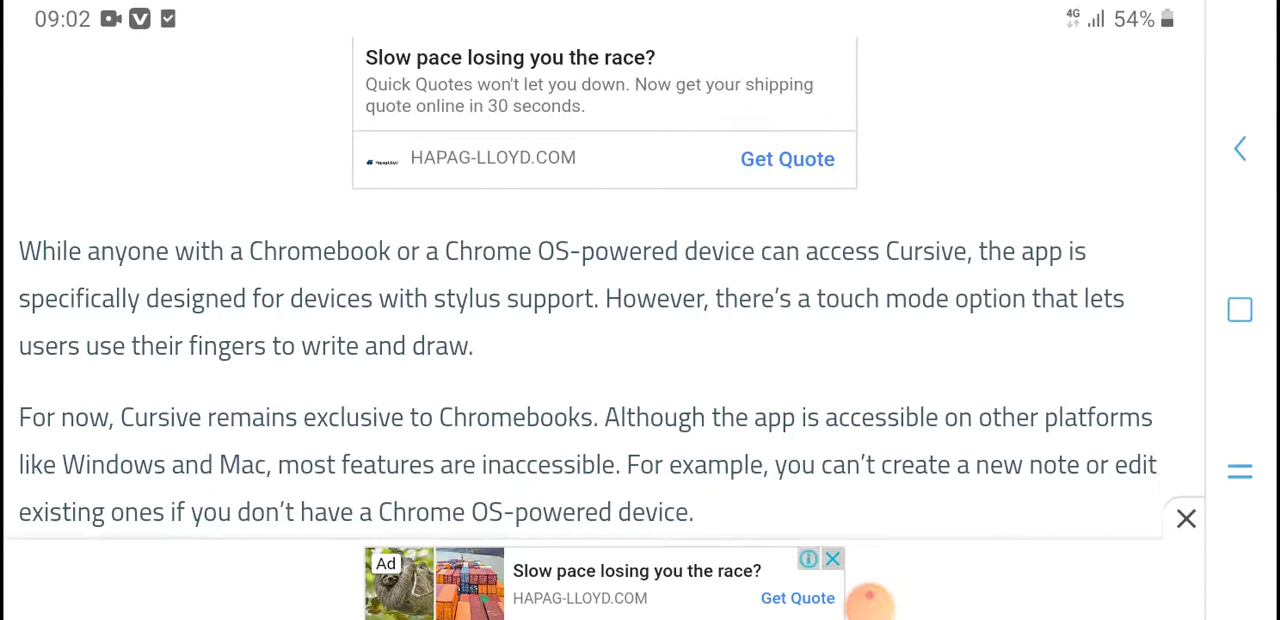 09:02
4G 54%
Slow pace losing you the race?
Quick Quotes won't let you down. Now get your shipping
quote online in 30 seconds.
HAPAG-LLOYD.COM Get Quote
While anyone with a Chromebook or a Chrome OS-powered device can access Cursive, the app is
specifically designed for devices with stylus support. However, there's a touch mode option that lets
users use their fingers to write and draw.
For now, Cursive remains exclusive to Chromebooks. Although the app is accessible on other platforms
like Windows and Mac, most features are inaccessible. For example, you can't create a new note or edit
existing ones if you don't have a Chrome OS-powered device.
Ad
Slow pace losing you the race?
HAPAG-LLOYD.COM Get Quote